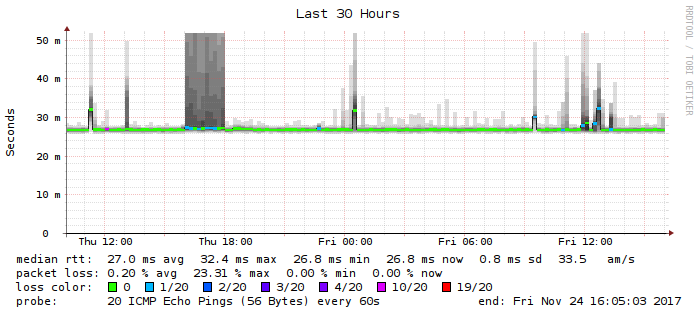 Last 30 Hours
RRDTOOL / TOBI OETIKER
Seconds
50 m
40 m
30 m
20 m
10 m
0
Thu 12:00 Thu 18:00 Fri 00:00 Fri 06:00 Fri 12:00
median rtt: 27.0 ms avg 32.4 ms max 26.8 ms min 26.8 ms now 0.8 ms sd 33.5 am/s
packet loss: 0.20 % avg 23.31 % max 0.00 % min 0.00 % now
loss color: 0 1/20 2/20 3/20 4/20 10/20 19/20
probe: 20 ICMP Echo Pings (56 Bytes) every 60s end: Fri Nov 24 16:05:03 2017